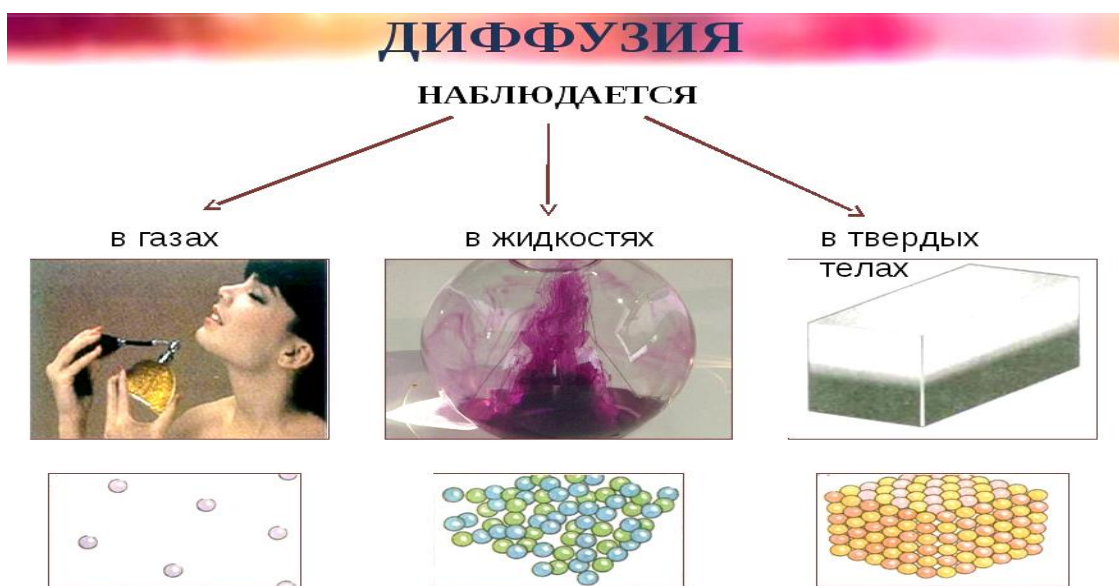 ДИФФУЗИЯ
НАБЛЮДАЕТСЯ
в газах
в жидкостях
в твердых
телах